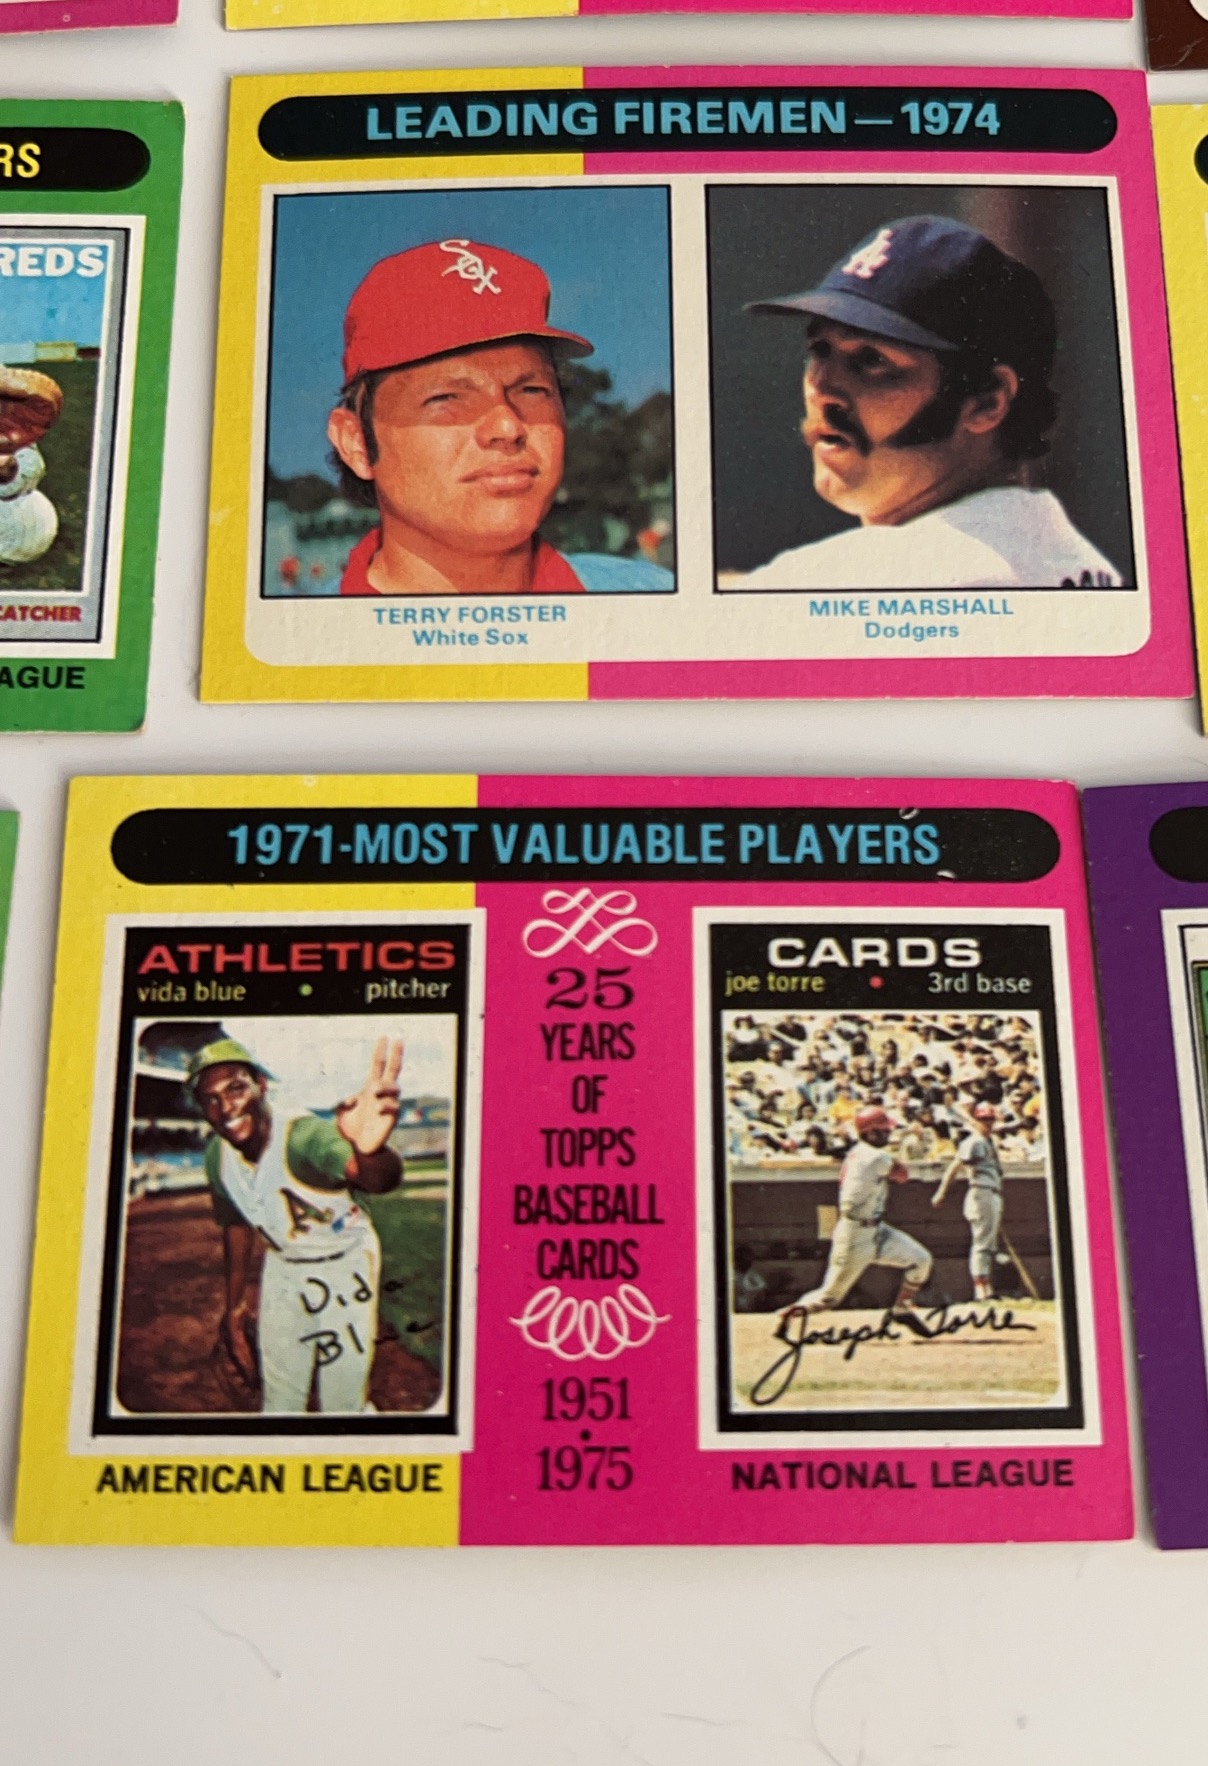 LEADING FIREMEN—1974
RS
REDS
Sox
LA
CATCHER
TERRY FORSTER
White Sox
MIKE MARSHALL
Dodgers
AGUE
1971-MOST VALUABLE PLAYERS
ATHLETICS
vida blue • pitcher
A
Vida
Blue
25
YEARS
OF
TOPPS
BASEBALL
CARDS
1951
•
1975
CARDS
joe torre • 3rd base
Joseph Torre
AMERICAN LEAGUE
NATIONAL LEAGUE